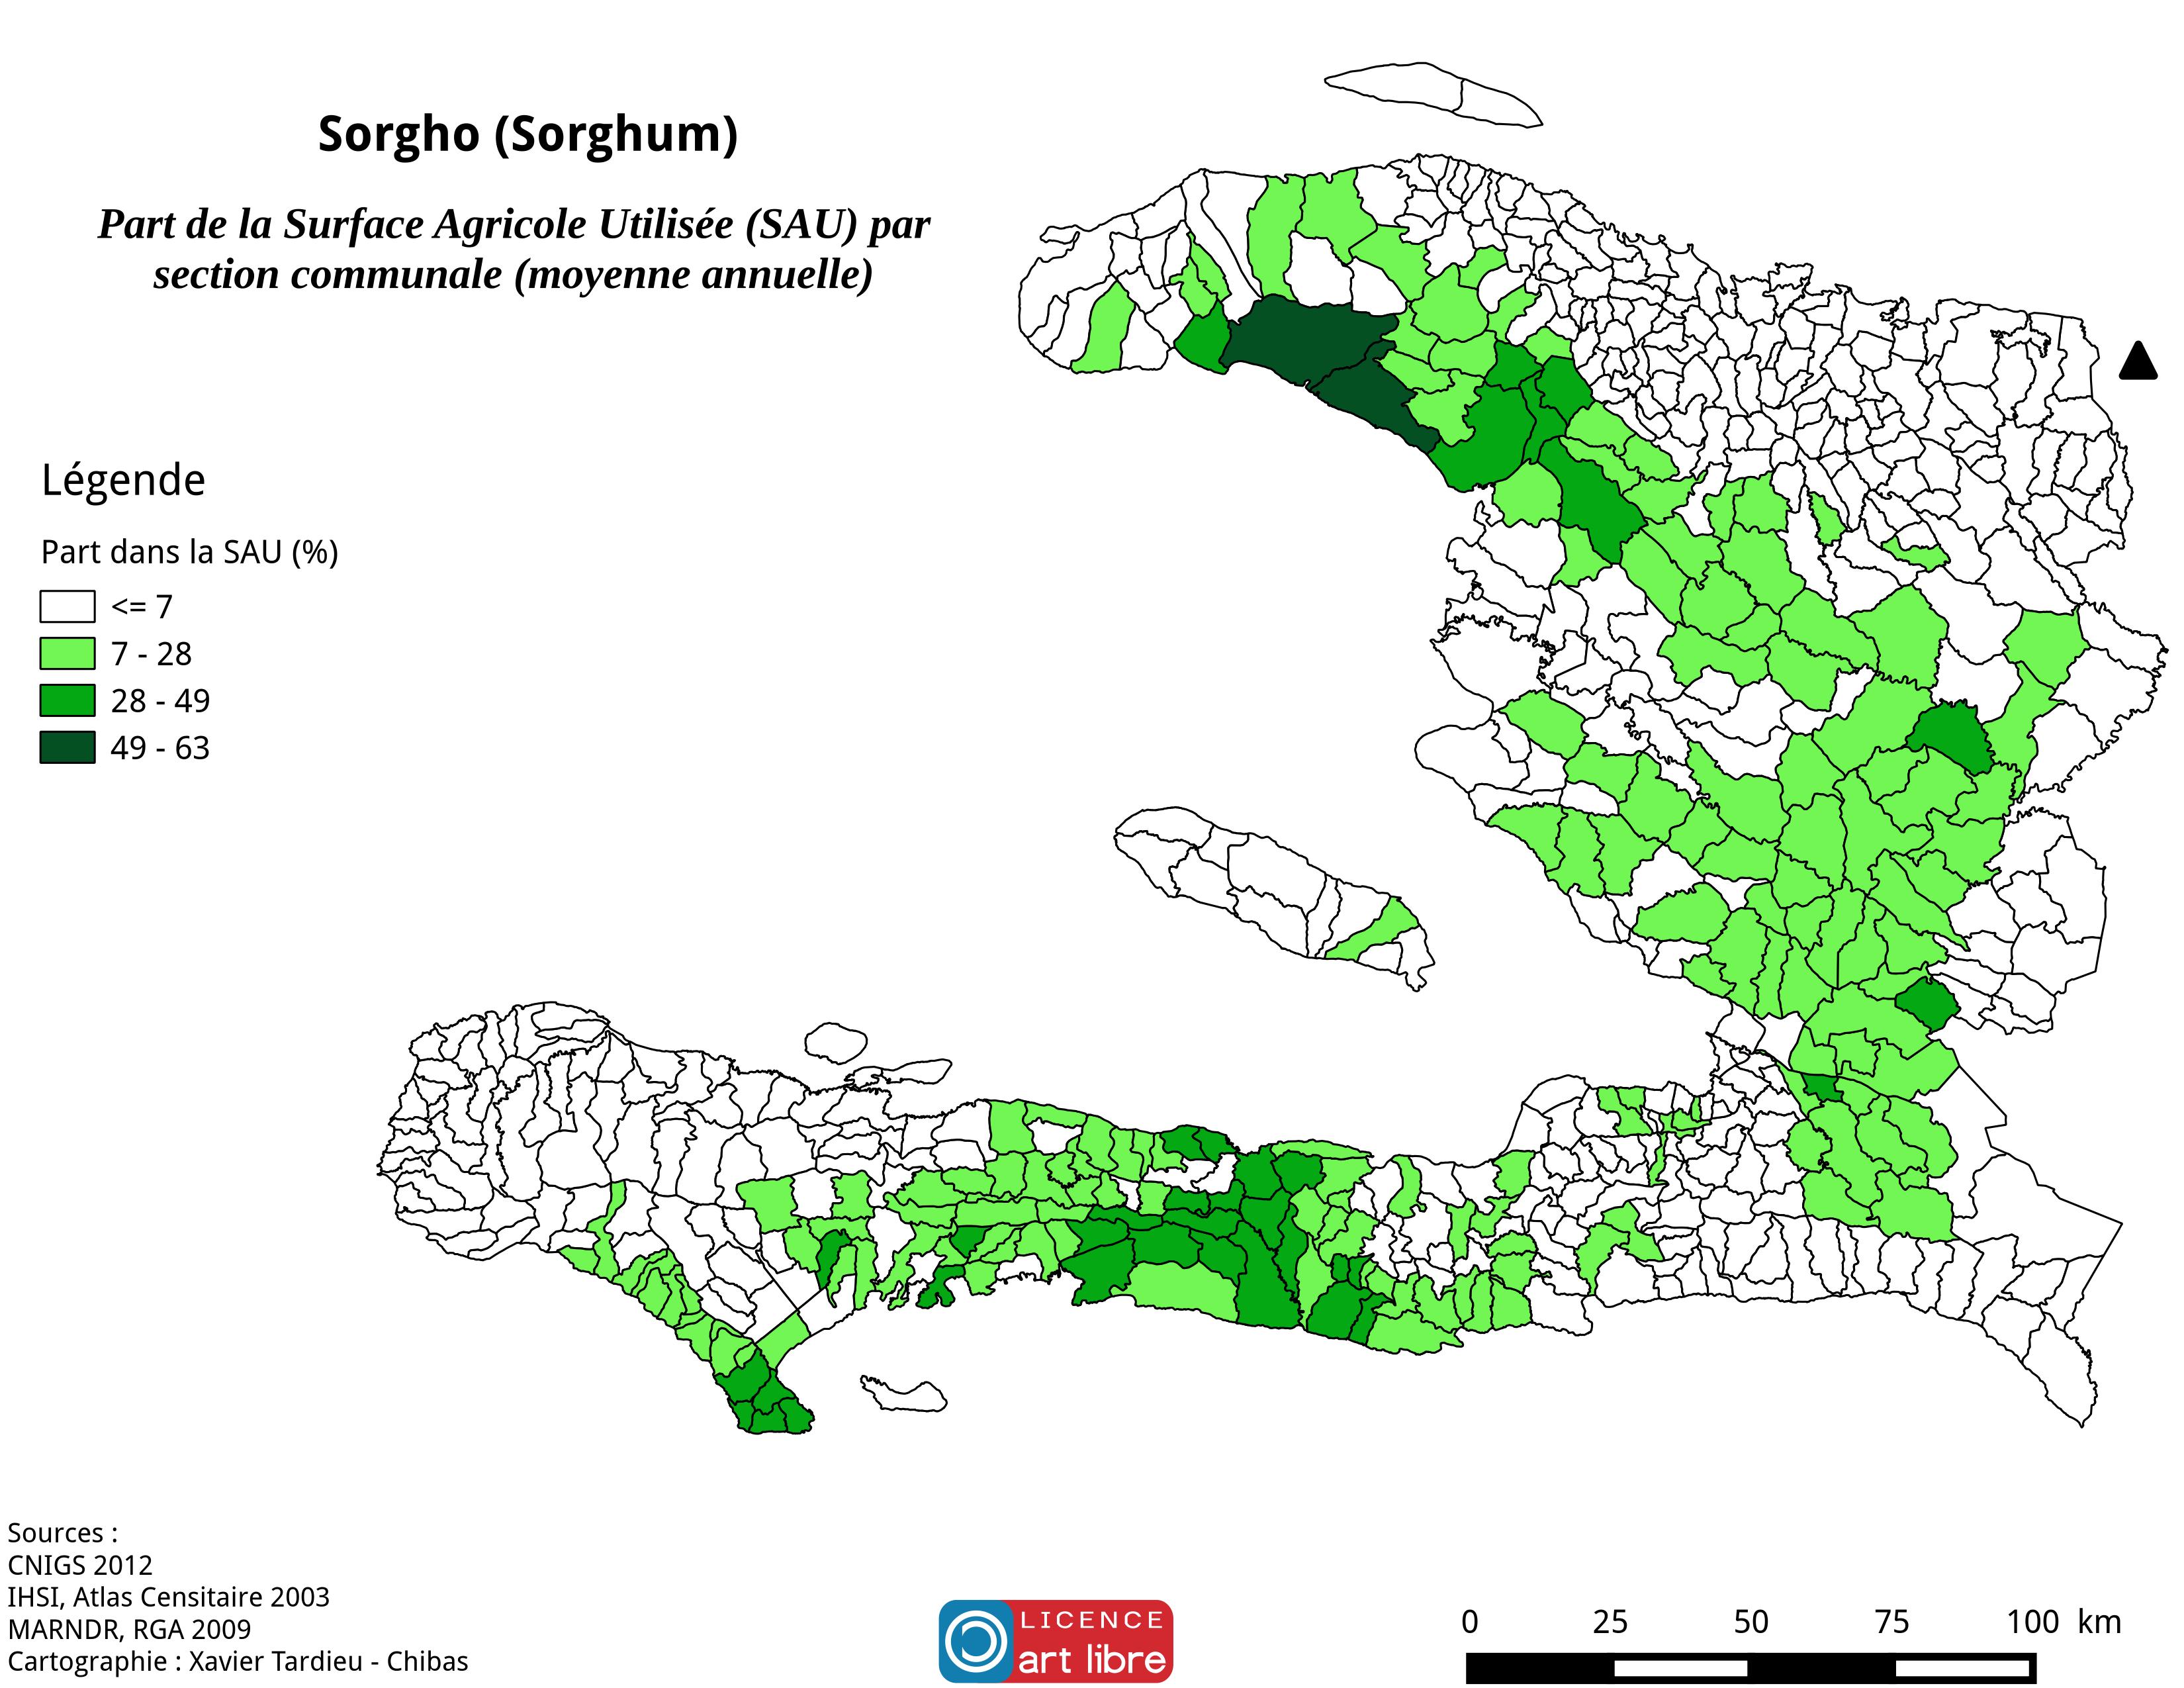 Sorgho (Sorghum)
Part de la Surface Agricole Utilisée (SAU) par
section communale (moyenne annuelle)
Légende
Part dans la SAU (%)
<= 7
7 - 28
28 - 49
49 - 63
Sources :
CNIGS 2012
IHSI, Atlas Censitaire 2003
MARNDR, RGA 2009
Cartographie : Xavier Tardieu - Chibas
LICENCE
art libre
0 25 50 75 100 km